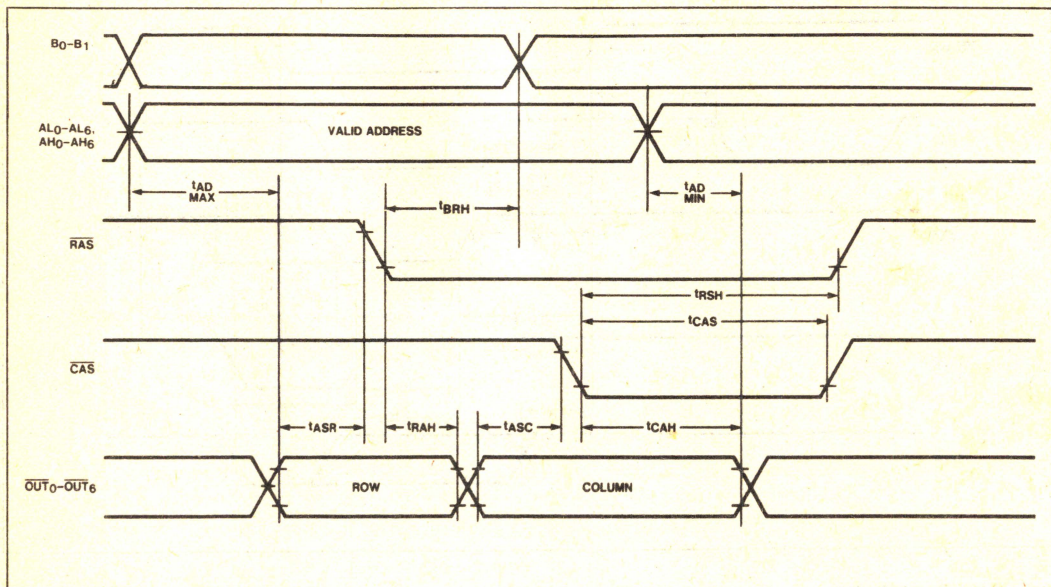 B0–B1
AL0–AL6,
AH0–AH6
VALID ADDRESS
tAD
MAX
tBRH
tAD
MIN
RAS
tRSH
tCAS
CAS
tASR
tRAH
tASC
tCAH
OUT0–OUT6
ROW
COLUMN